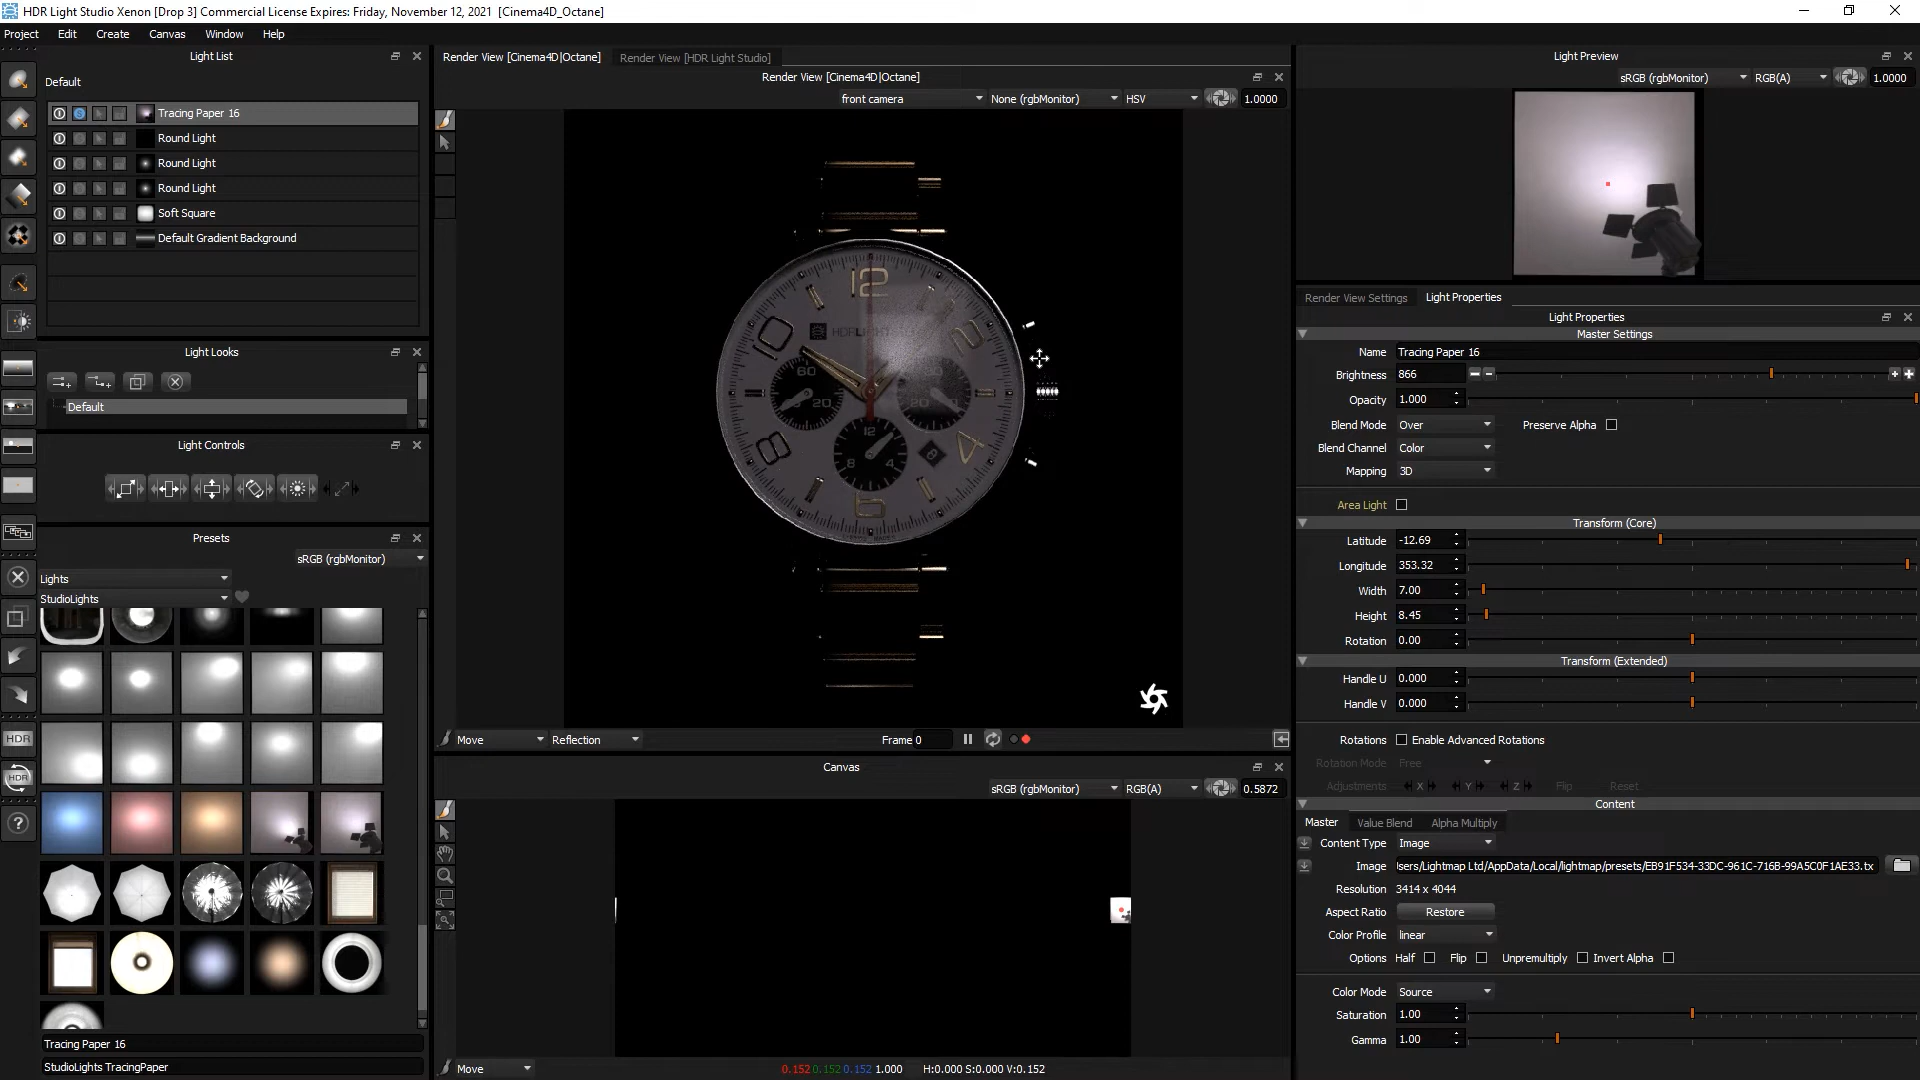 HDR Light Studio Xenon [Drop 3] Commercial License Expires: Friday, November 12, 2021 [Cinema4D_Octane]
Project Edit Create Canvas Window Help
Light List
Default
Tracing Paper 16
Round Light
Round Light
Round Light
Soft Square
Default Gradient Background
Light Looks
Default
Light Controls
Presets
sRGB (rgbMonitor)
Lights
StudioLights
HDR
HDR
?
Tracing Paper 16
StudioLights TracingPaper
Render View [Cinema4D|Octane] Render View [HDR Light Studio]
Render View [Cinema4D|Octane]
front camera None (rgbMonitor) HSV 1.0000
12
2
10
60
20
20
4
8
12
8 4
6
Move Reflection Frame 0
Canvas
sRGB (rgbMonitor) RGB(A) 0.5872
Move 0.152 0.152 0.152 1.000 H:0.000 S:0.000 V:0.152
Light Preview
sRGB (rgbMonitor) RGB(A) 1.0000
Render View Settings Light Properties
Light Properties
Master Settings
Name Tracing Paper 16
Brightness 866
Opacity 1.000
Blend Mode Over Preserve Alpha
Blend Channel Color
Mapping 3D
Area Light
Transform (Core)
Latitude -12.69
Longitude 353.32
Width 7.00
Height 8.45
Rotation 0.00
Transform (Extended)
Handle U 0.000
Handle V 0.000
Rotations Enable Advanced Rotations
Rotation Mode Free
Adjustments X Y Z Flip Reset
Content
Master Value Blend Alpha Multiply
Content Type Image
Image Jsers/Lightmap Ltd/AppData/Local/lightmap/presets/EB91F534-33DC-961C-716B-99A5C0F1AE33.tx
Resolution 3414 x 4044
Aspect Ratio Restore
Color Profile linear
Options Half Flip Unpremultiply Invert Alpha
Color Mode Source
Saturation 1.00
Gamma 1.00